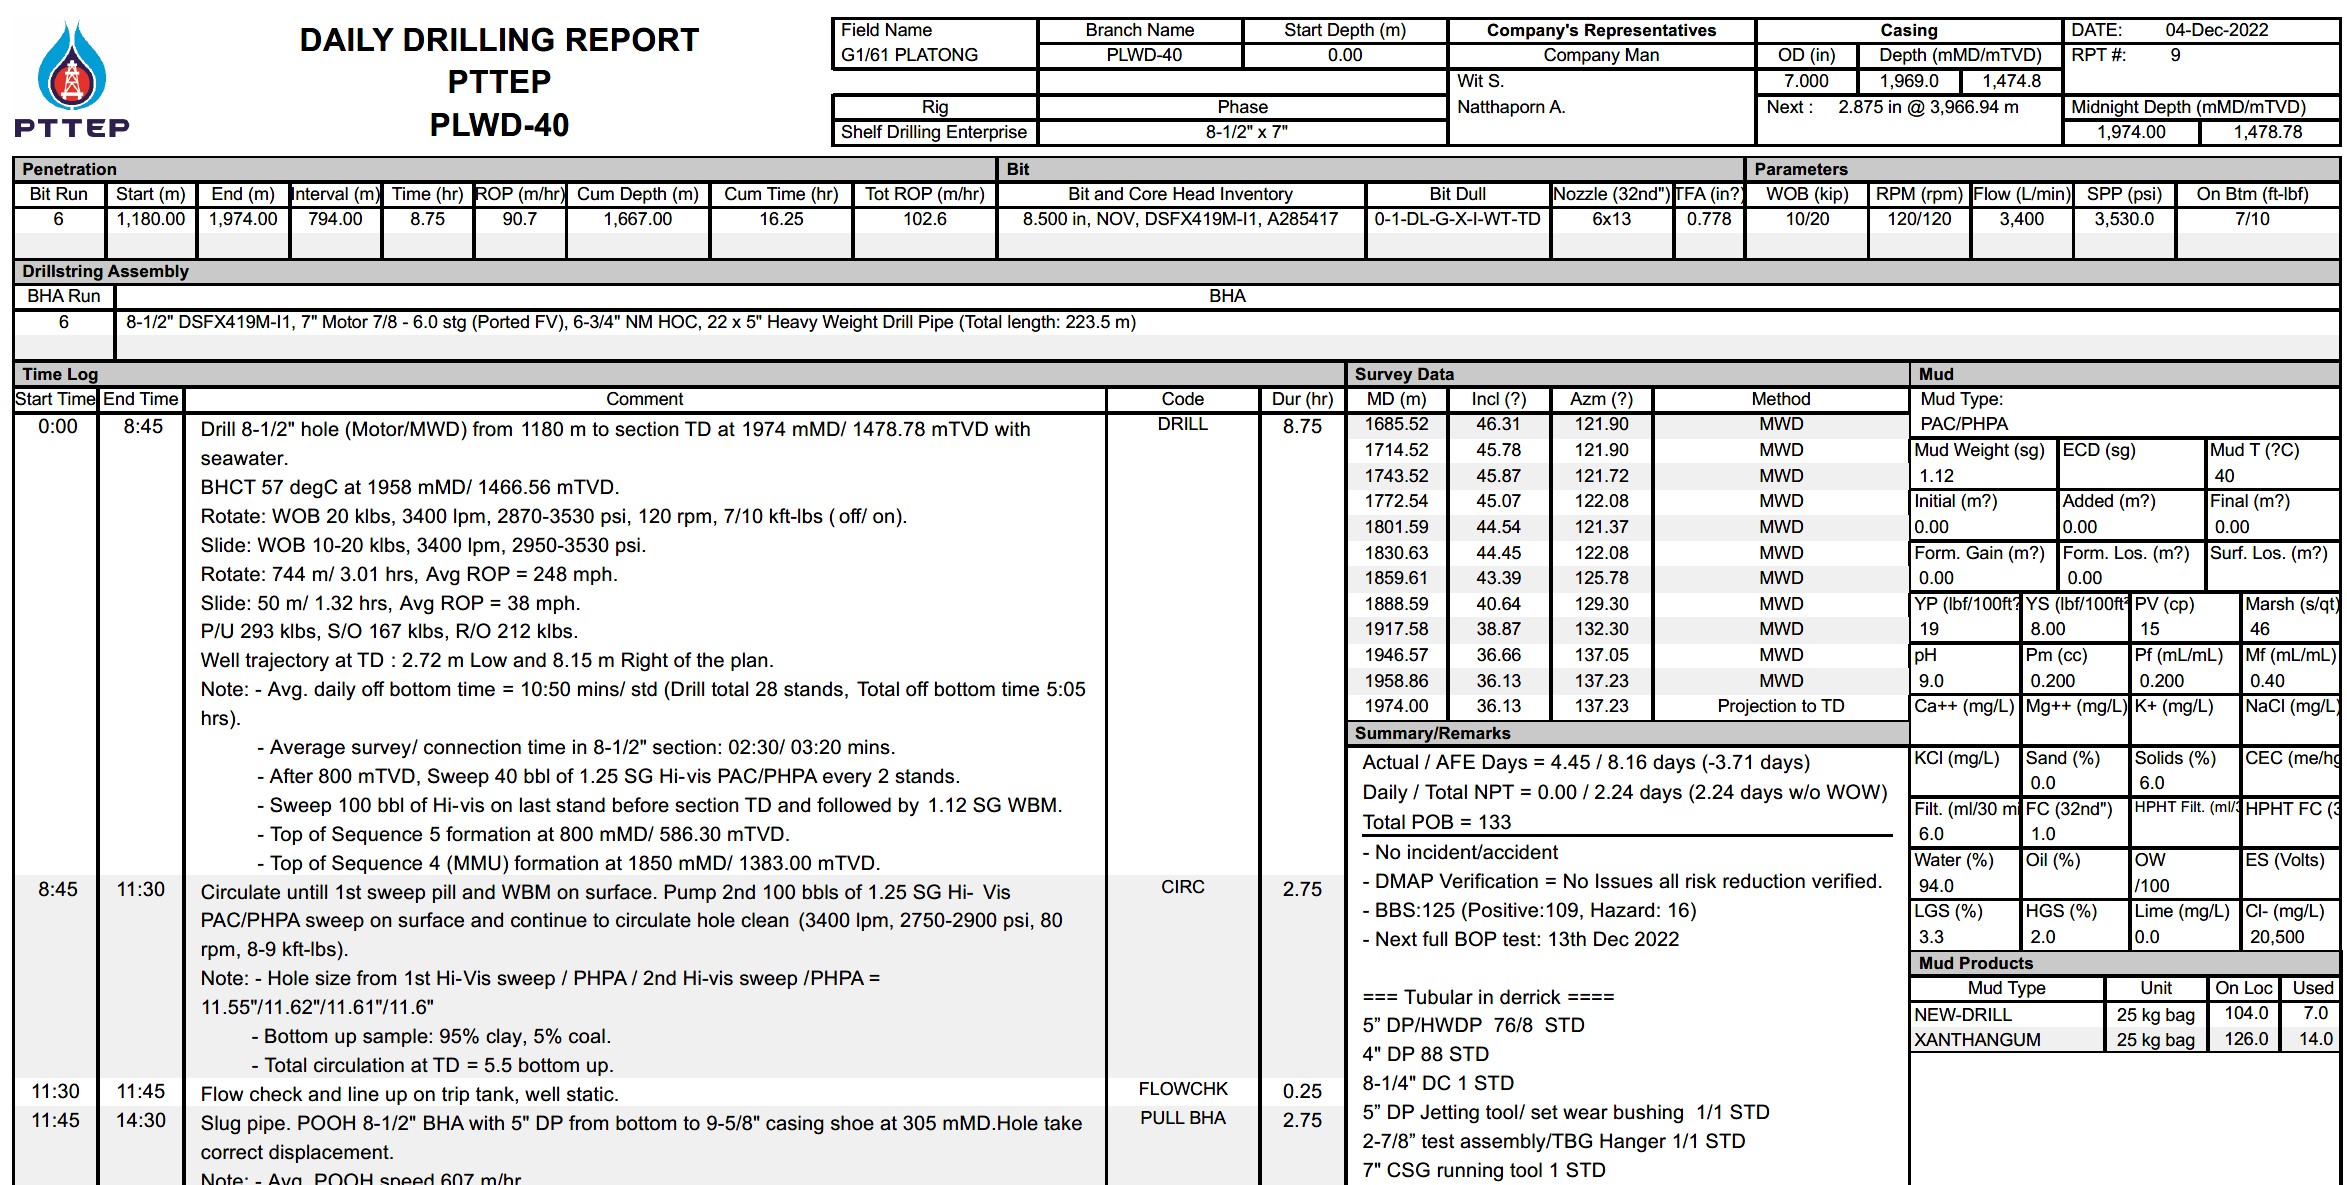 PTTEP
DAILY DRILLING REPORT
PTTEP
PLWD-40
Field Name Branch Name Start Depth (m) Company's Representatives Casing DATE: 04-Dec-2022
G1/61 PLATONG PLWD-40 0.00 Company Man OD (in) Depth (mMD/mTVD) RPT #: 9
Wit S. 7.000 1,969.0 1,474.8
Rig Phase Natthaporn A. Next : 2.875 in @ 3,966.94 m Midnight Depth (mMD/mTVD)
Shelf Drilling Enterprise 8-1/2" x 7" 1,974.00 1,478.78
Penetration Bit Parameters
Bit Run Start (m) End (m) Interval (m) Time (hr) ROP (m/hr) Cum Depth (m) Cum Time (hr) Tot ROP (m/hr) Bit and Core Head Inventory Bit Dull Nozzle (32nd") TFA (in?) WOB (kip) RPM (rpm) Flow (L/min) SPP (psi) On Btm (ft-lbf)
6 1,180.00 1,974.00 794.00 8.75 90.7 1,667.00 16.25 102.6 8.500 in, NOV, DSFX419M-I1, A285417 0-1-DL-G-X-I-WT-TD 6x13 0.778 10/20 120/120 3,400 3,530.0 7/10
Drillstring Assembly
BHA Run BHA
6 8-1/2" DSFX419M-I1, 7" Motor 7/8 - 6.0 stg (Ported FV), 6-3/4" NM HOC, 22 x 5" Heavy Weight Drill Pipe (Total length: 223.5 m)
Time Log
Start Time End Time Comment Code Dur (hr)
0:00 8:45 Drill 8-1/2" hole (Motor/MWD) from 1180 m to section TD at 1974 mMD/ 1478.78 mTVD with DRILL 8.75
seawater.
BHCT 57 degC at 1958 mMD/ 1466.56 mTVD.
Rotate: WOB 20 klbs, 3400 lpm, 2870-3530 psi, 120 rpm, 7/10 kft-lbs ( off/ on).
Slide: WOB 10-20 klbs, 3400 lpm, 2950-3530 psi.
Rotate: 744 m/ 3.01 hrs, Avg ROP = 248 mph.
Slide: 50 m/ 1.32 hrs, Avg ROP = 38 mph.
P/U 293 klbs, S/O 167 klbs, R/O 212 klbs.
Well trajectory at TD : 2.72 m Low and 8.15 m Right of the plan.
Note: - Avg. daily off bottom time = 10:50 mins/ std (Drill total 28 stands, Total off bottom time 5:05
hrs).
- Average survey/ connection time in 8-1/2" section: 02:30/ 03:20 mins.
- After 800 mTVD, Sweep 40 bbl of 1.25 SG Hi-vis PAC/PHPA every 2 stands.
- Sweep 100 bbl of Hi-vis on last stand before section TD and followed by 1.12 SG WBM.
- Top of Sequence 5 formation at 800 mMD/ 586.30 mTVD.
- Top of Sequence 4 (MMU) formation at 1850 mMD/ 1383.00 mTVD.
8:45 11:30 Circulate untill 1st sweep pill and WBM on surface. Pump 2nd 100 bbls of 1.25 SG Hi- Vis CIRC 2.75
PAC/PHPA sweep on surface and continue to circulate hole clean (3400 lpm, 2750-2900 psi, 80
rpm, 8-9 kft-lbs).
Note: - Hole size from 1st Hi-Vis sweep / PHPA / 2nd Hi-vis sweep /PHPA =
11.55"/11.62"/11.61"/11.6"
- Bottom up sample: 95% clay, 5% coal.
- Total circulation at TD = 5.5 bottom up.
11:30 11:45 Flow check and line up on trip tank, well static. FLOWCHK 0.25
11:45 14:30 Slug pipe. POOH 8-1/2" BHA with 5" DP from bottom to 9-5/8" casing shoe at 305 mMD.Hole take PULL BHA 2.75
correct displacement.
Note: - Avg. POOH speed 607 m/hr
Survey Data
MD (m) Incl (?) Azm (?) Method
1685.52 46.31 121.90 MWD
1714.52 45.78 121.90 MWD
1743.52 45.87 121.72 MWD
1772.54 45.07 122.08 MWD
1801.59 44.54 121.37 MWD
1830.63 44.45 122.08 MWD
1859.61 43.39 125.78 MWD
1888.59 40.64 129.30 MWD
1917.58 38.87 132.30 MWD
1946.57 36.66 137.05 MWD
1958.86 36.13 137.23 MWD
1974.00 36.13 137.23 Projection to TD
Summary/Remarks
Actual / AFE Days = 4.45 / 8.16 days (-3.71 days)
Daily / Total NPT = 0.00 / 2.24 days (2.24 days w/o WOW)
Total POB = 133
- No incident/accident
- DMAP Verification = No Issues all risk reduction verified.
- BBS:125 (Positive:109, Hazard: 16)
- Next full BOP test: 13th Dec 2022
=== Tubular in derrick ====
5” DP/HWDP 76/8 STD
4" DP 88 STD
8-1/4" DC 1 STD
5” DP Jetting tool/ set wear bushing 1/1 STD
2-7/8” test assembly/TBG Hanger 1/1 STD
7" CSG running tool 1 STD
Mud
Mud Type:
PAC/PHPA
Mud Weight (sg) ECD (sg) Mud T (?C)
1.12 40
Initial (m?) Added (m?) Final (m?)
0.00 0.00 0.00
Form. Gain (m?) Form. Los. (m?) Surf. Los. (m?)
0.00 0.00
YP (lbf/100ft? YS (lbf/100ft² PV (cp) Marsh (s/qt)
19 8.00 15 46
pH Pm (cc) Pf (mL/mL) Mf (mL/mL)
9.0 0.200 0.200 0.40
Ca++ (mg/L) Mg++ (mg/L) K+ (mg/L) NaCl (mg/L)
KCl (mg/L) Sand (%) Solids (%) CEC (me/hg
0.0 6.0
Filt. (ml/30 mi FC (32nd") HPHT Filt. (ml/3 HPHT FC (3
6.0 1.0
Water (%) Oil (%) OW ES (Volts)
94.0 /100
LGS (%) HGS (%) Lime (mg/L) Cl- (mg/L)
3.3 2.0 0.0 20,500
Mud Products
Mud Type Unit On Loc Used
NEW-DRILL 25 kg bag 104.0 7.0
XANTHANGUM 25 kg bag 126.0 14.0